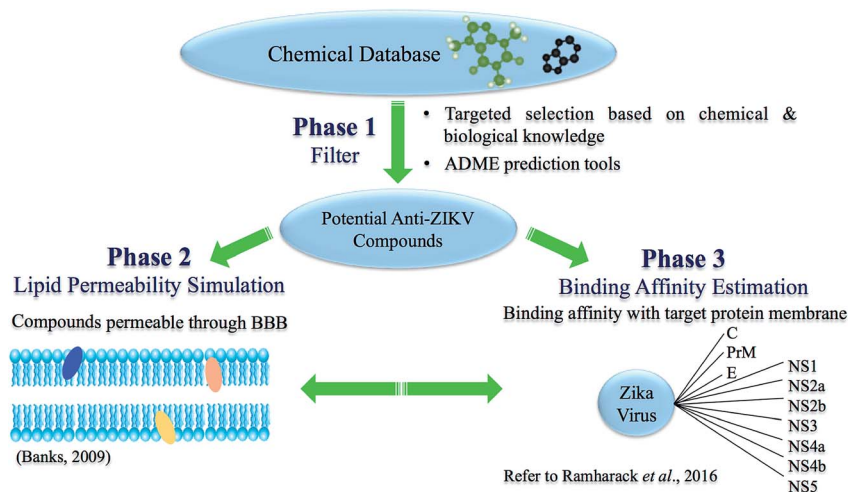 Chemical Database
Phase 1
Filter
• Targeted selection based on chemical &
biological knowledge
• ADME prediction tools
Potential Anti-ZIKV
Compounds
Phase 2
Lipid Permeability Simulation
Compounds permeable through BBB
(Banks, 2009)
Phase 3
Binding Affinity Estimation
Binding affinity with target protein membrane
Zika
Virus
C
PrM
E
NS1
NS2a
NS2b
NS3
NS4a
NS4b
NS5
Refer to Ramharack et al., 2016